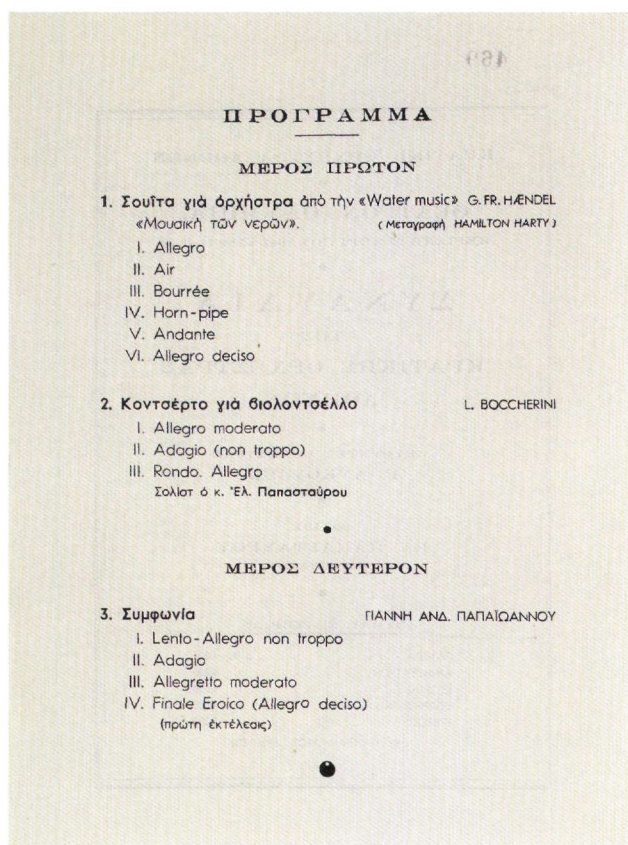 ΠΡΟΓΡΑΜΜΑ
ΜΕΡΟΣ ΠΡΩΤΟΝ
1. Σουΐτα γιὰ ὀρχήστρα ἀπὸ τὴν «Water music» G. FR. HÆNDEL
«Μουσικὴ τῶν νερῶν». (Μεταγραφὴ HAMILTON HARTY)
I. Allegro
II. Air
III. Bourrée
IV. Horn-pipe
V. Andante
VI. Allegro deciso
2. Κοντσέρτο γιὰ βιολοντσέλλο L. BOCCHERINI
I. Allegro moderato
II. Adagio (non troppo)
III. Rondo. Allegro
Σολίστ ὁ κ. Ἐλ. Παπασταύρου
ΜΕΡΟΣ ΔΕΥΤΕΡΟΝ
3. Συμφωνία ΓΙΑΝΝΗ ΑΝΔ. ΠΑΠΑΪΩΑΝΝΟΥ
I. Lento-Allegro non troppo
II. Adagio
III. Allegretto moderato
IV. Finale Eroico (Allegro deciso)
(πρώτη ἐκτέλεσις)